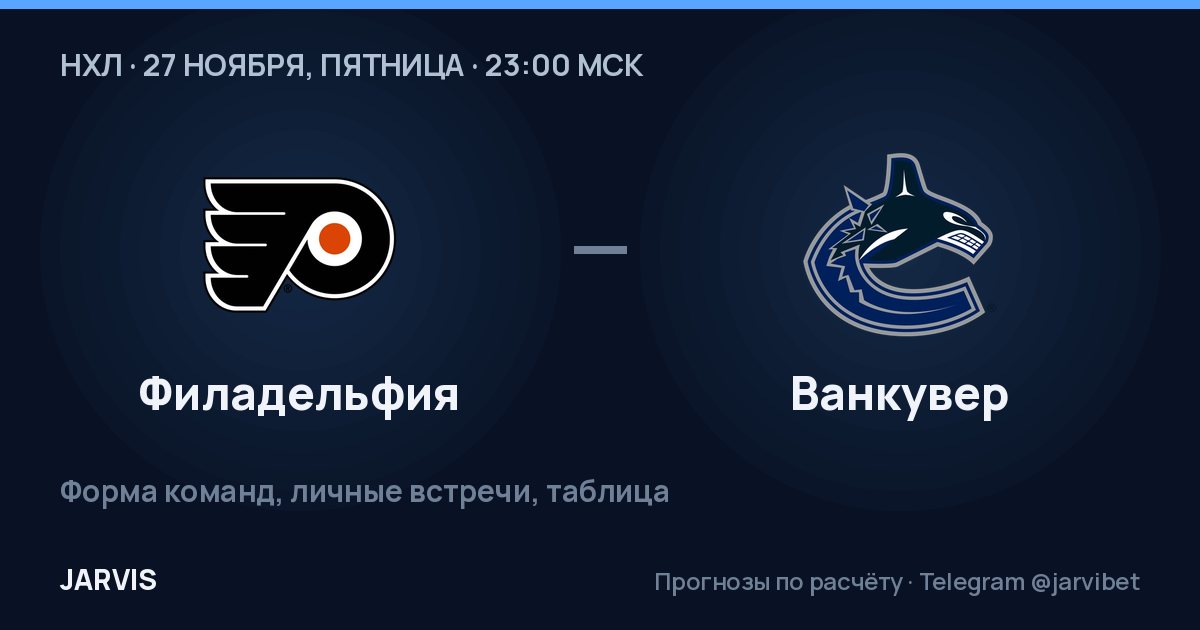 НХЛ · 27 НОЯБРЯ, ПЯТНИЦА · 23:00 МСК
Филадельфия — Ванкувер
Форма команд, личные встречи, таблица
JARVIS
Прогнозы по расчёту · Telegram @jarvibet